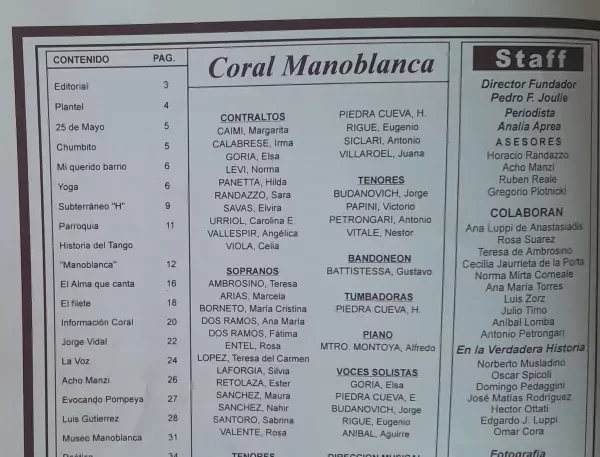 CONTENIDO PAG.
Editorial 3
Plantel 4
25 de Mayo 5
Chumbito 5
Mi querido barrio 6
Yoga 6
Subterráneo "H" 9
Parroquia 11
Historia del Tango
"Manoblanca" 12
El Alma que canta 16
El filete 18
Información Coral 20
Jorge Vidal 22
La Voz 24
Acho Manzi 26
Evocando Pompeya 27
Luis Gutierrez 28
Museo Manoblanca 31
34
Coral Manoblanca
CONTRALTOS
CAIMI, Margarita
CALABRESE, Irma
GORIA, Elsa
LEVI, Norma
PANETTA, Hilda
RANDAZZO, Sara
SAVAS, Elvira
URRIOL, Carolina E.
VALLESPIR, Angélica
VIOLA, Celia
SOPRANOS
AMBROSINO, Teresa
ARIAS, Marcela
BORNETO, María Cristina
DOS RAMOS, Ana María
DOS RAMOS, Fátima
ENTEL, Rosa
LOPEZ, Teresa del Carmen
LAFORGIA, Silvia
RETOLAZA, Ester
SANCHEZ, Maura
SANCHEZ, Nahir
SANTORO, Sabrina
VALENTE, Rosa
TENORES
PIEDRA CUEVA, H.
RIGUE, Eugenio
SICLARI, Antonio
VILLAROEL, Juana
TENORES
BUDANOVICH, Jorge
PAPINI, Victorio
PETRONGARI, Antonio
VITALE, Nestor
BANDONEON
BATTISTESSA, Gustavo
TUMBADORAS
PIEDRA CUEVA, H.
PIANO
MTRO. MONTOYA, Alfredo
VOCES SOLISTAS
GORIA, Elsa
PIEDRA CUEVA, E.
BUDANOVICH, Jorge
RIGUE, Eugenio
ANIBAL, Aguirre
DIRECCION MUSICAL
Staff
Director Fundador
Pedro F. Joulie
Periodista
Analía Aprea
ASESORES
Horacio Randazzo
Acho Manzi
Ruben Reale
Gregorio Plotnicki
COLABORAN
Ana Luppi de Anastasiadis
Rosa Suarez
Teresa de Ambrosino
Cecilia Jaurrieta de la Porta
Norma Mirta Corneale
Ana María Torres
Luis Zorz
Julio Timo
Aníbal Lomba
Antonio Petrongari
En la Verdadera Historia
Norberto Musladino
Oscar Spicoli
Domingo Pedaggini
José Matías Rodríguez
Hector Ottati
Edgardo J. Luppi
Omar Cora
Fotografía